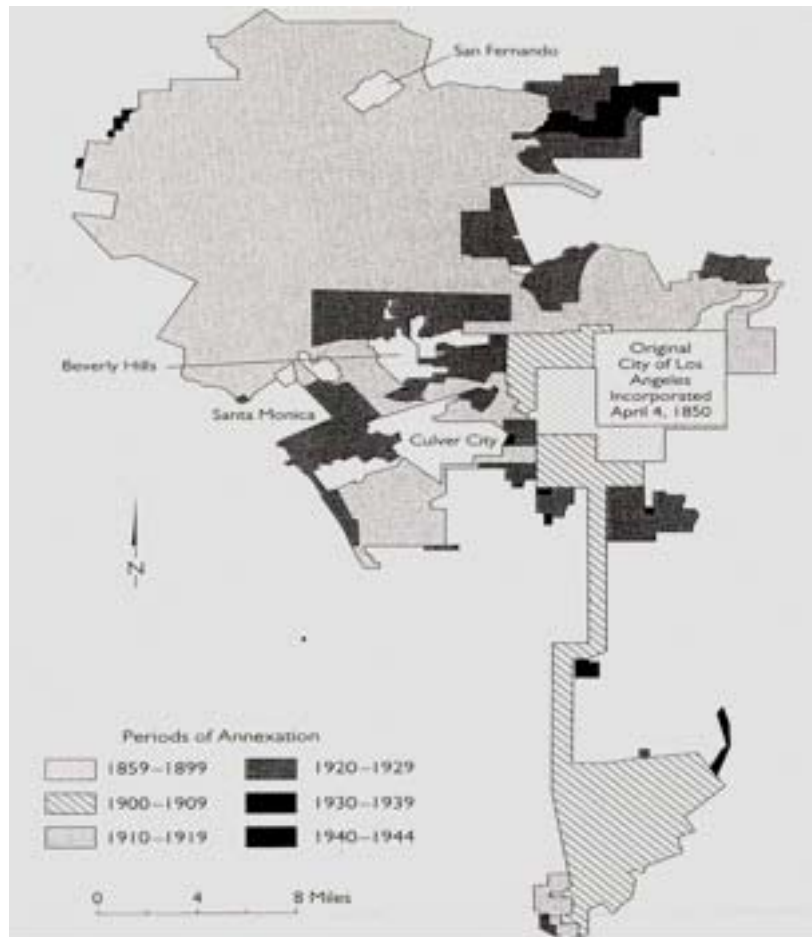 San Fernando
Beverly Hills
Original
City of Los
Angeles
Incorporated
April 4, 1850
Santa Monica
Culver City
-N-
Periods of Annexation
1859–1899
1920–1929
1900–1909
1930–1939
1910–1919
1940–1944
0 4 8 Miles